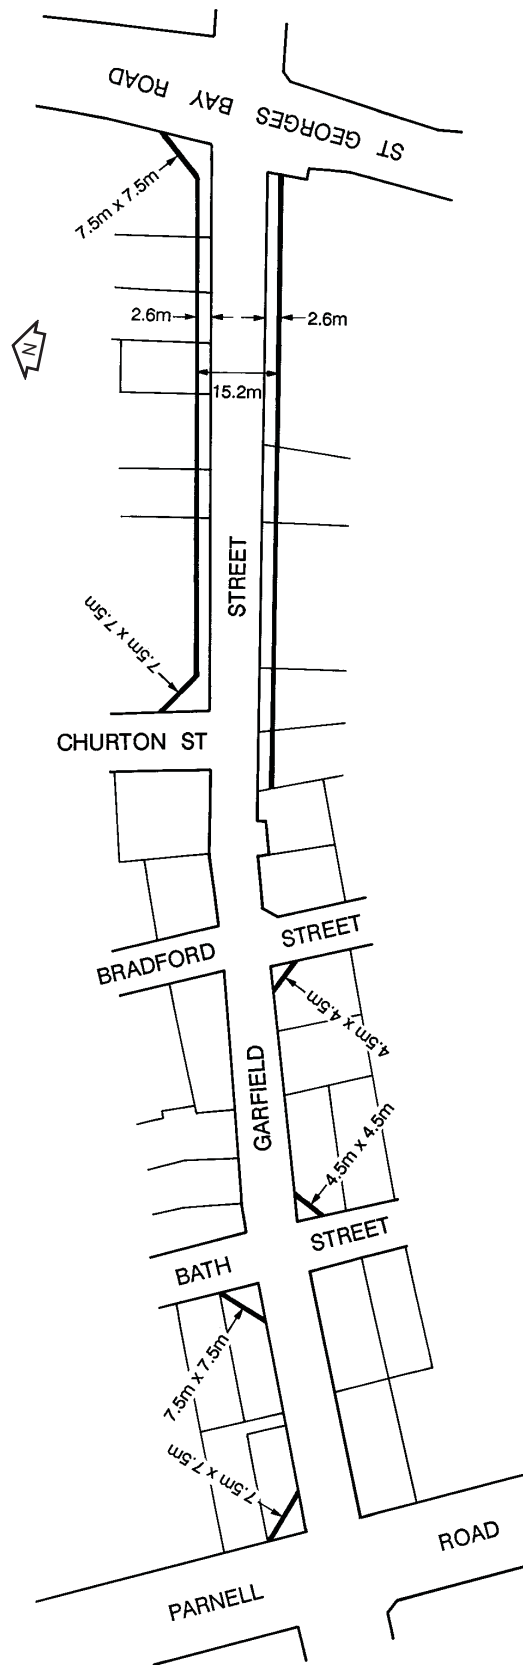 ST GEORGES BAY ROAD
7.5m x 7.5m
2.6m
2.6m
N
15.2m
STREET
7.5m x 7.5m
CHURTON ST
STREET
BRADFORD
4.5m x 4.5m
GARFIELD
4.5m x 4.5m
STREET
BATH
7.5m x 7.5m
7.5m x 7.5m
ROAD
PARNELL